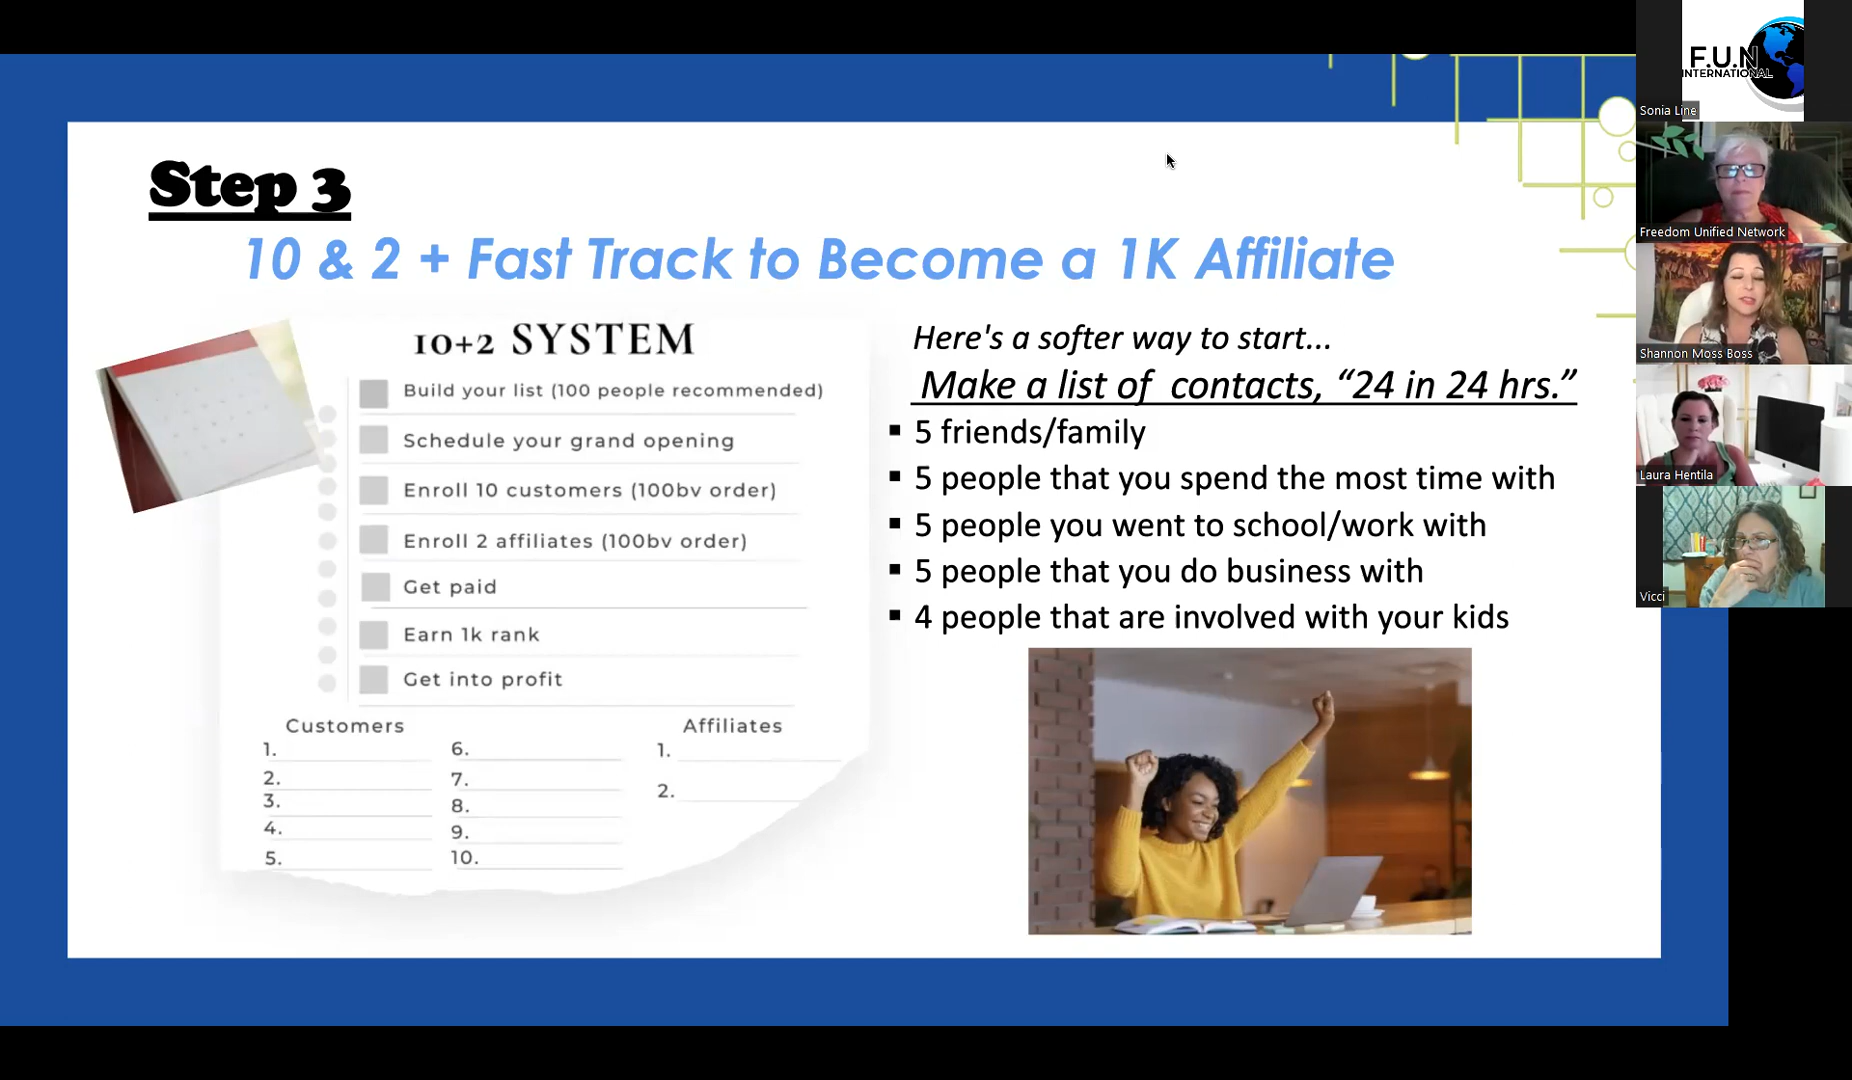 Step 3
10 & 2 + Fast Track to Become a 1K Affiliate
10+2 SYSTEM
Build your list (100 people recommended)
Schedule your grand opening
Enroll 10 customers (100bv order)
Enroll 2 affiliates (100bv order)
Get paid
Earn 1k rank
Get into profit
Customers
1.
2.
3.
4.
5.
6.
7.
8.
9.
10.
Affiliates
1.
2.
Here's a softer way to start...
Make a list of contacts, “24 in 24 hrs.”
▪ 5 friends/family
▪ 5 people that you spend the most time with
▪ 5 people you went to school/work with
▪ 5 people that you do business with
▪ 4 people that are involved with your kids
F.U.N
INTERNATIONAL
Sonia Line
Freedom Unified Network
Shannon Moss Boss
Laura Hentila
Vicci